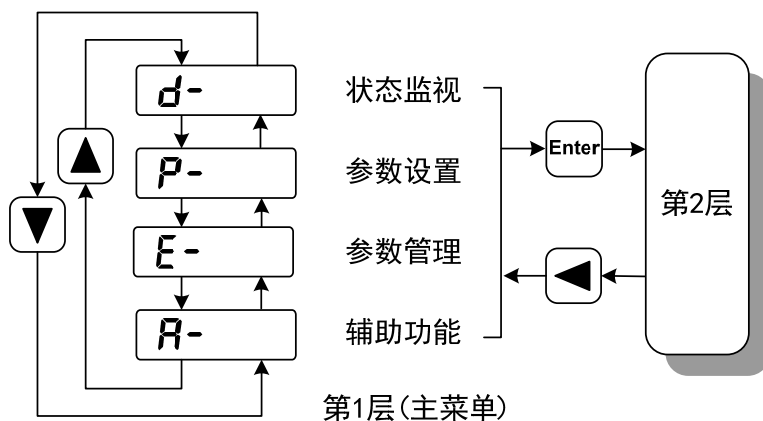 d-
状态监视
P-
参数设置
Enter
第2层
E-
参数管理
A-
辅助功能
第1层(主菜单)